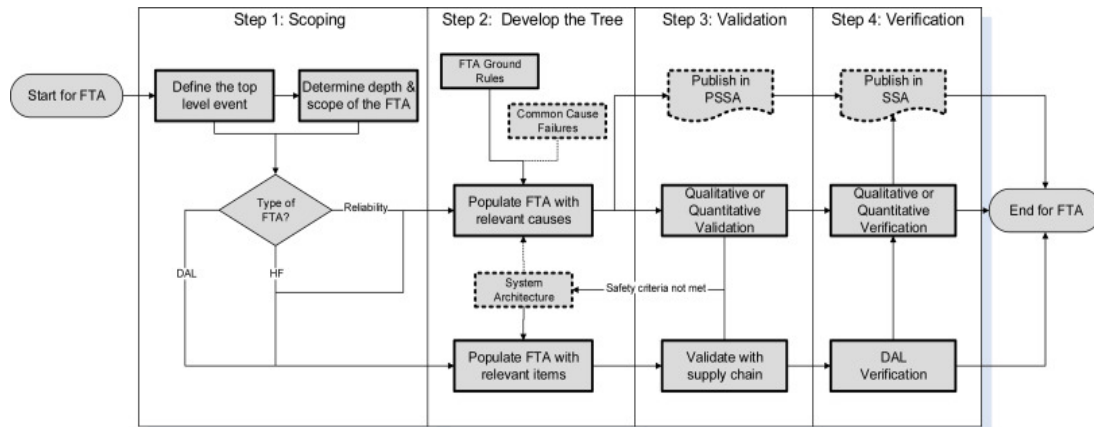 Step 1: Scoping
Step 2: Develop the Tree
Step 3: Validation
Step 4: Verification
Start for FTA
Define the top
level event
Determine depth &
scope of the FTA
FTA Ground
Rules
Common Cause
Failures
Publish in
PSSA
Publish in
SSA
Type of
FTA?
Reliability
Populate FTA with
relevant causes
Qualitative or
Quantitative
Validation
Qualitative or
Quantitative
Verification
End for FTA
DAL
HF
System
Architecture
Safety criteria not met
Populate FTA with
relevant items
Validate with
supply chain
DAL
Verification